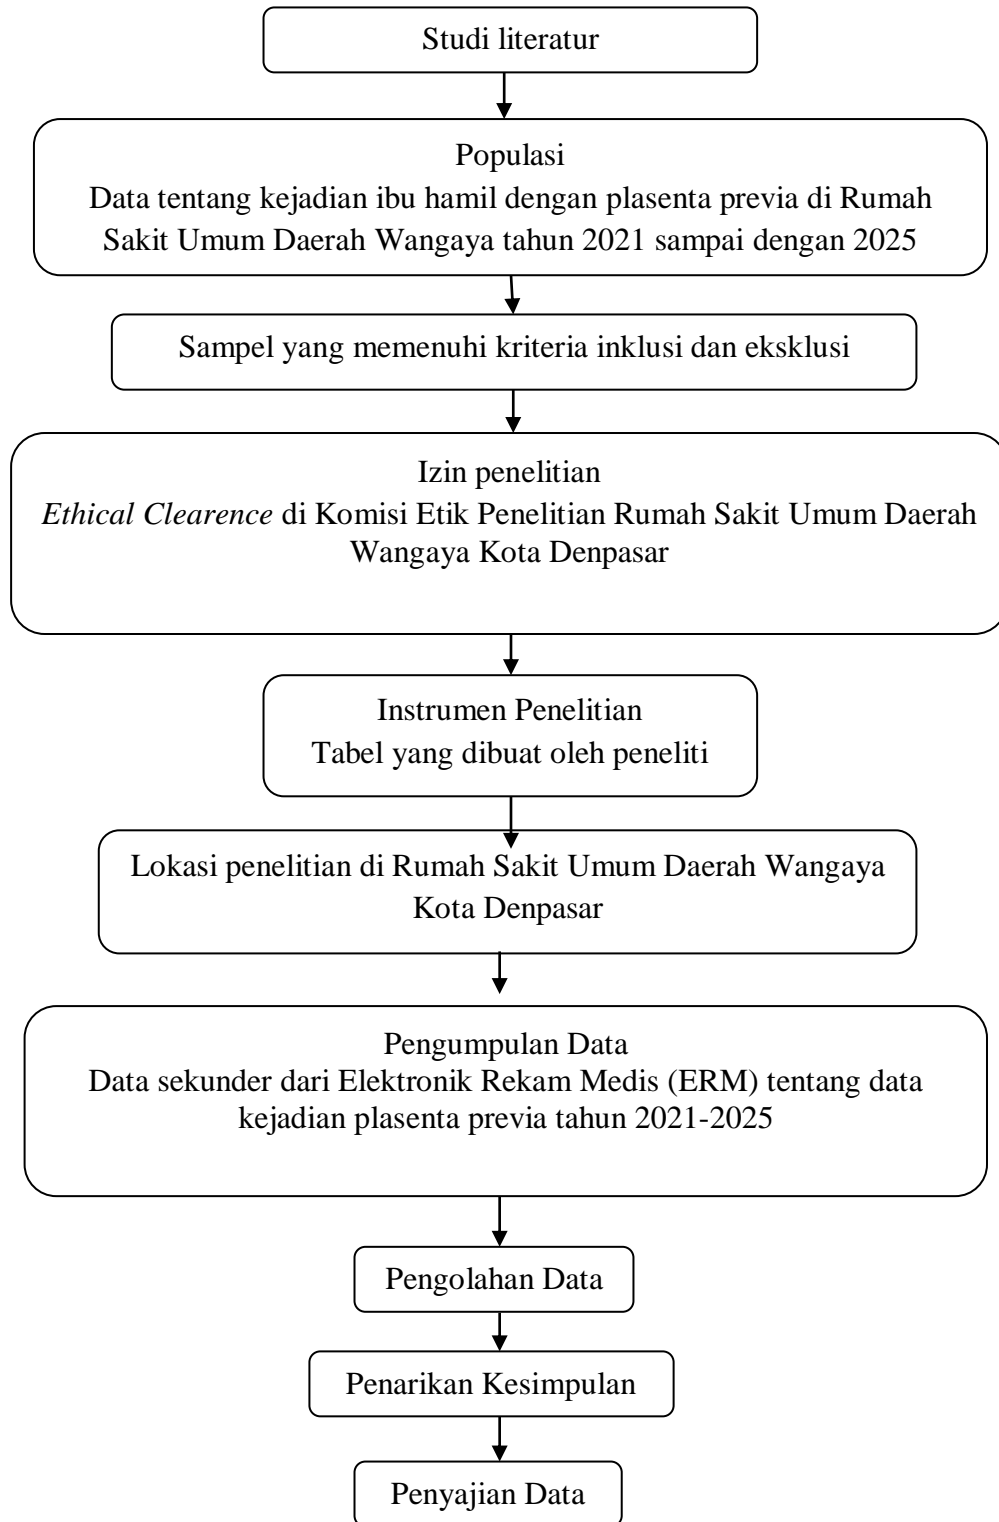 Studi literatur
Populasi
Data tentang kejadian ibu hamil dengan plasenta previa di Rumah
Sakit Umum Daerah Wangaya tahun 2021 sampai dengan 2025
Sampel yang memenuhi kriteria inklusi dan eksklusi
Izin penelitian
Ethical Clearence di Komisi Etik Penelitian Rumah Sakit Umum Daerah
Wangaya Kota Denpasar
Instrumen Penelitian
Tabel yang dibuat oleh peneliti
Lokasi penelitian di Rumah Sakit Umum Daerah Wangaya
Kota Denpasar
Pengumpulan Data
Data sekunder dari Elektronik Rekam Medis (ERM) tentang data
kejadian plasenta previa tahun 2021-2025
Pengolahan Data
Penarikan Kesimpulan
Penyajian Data